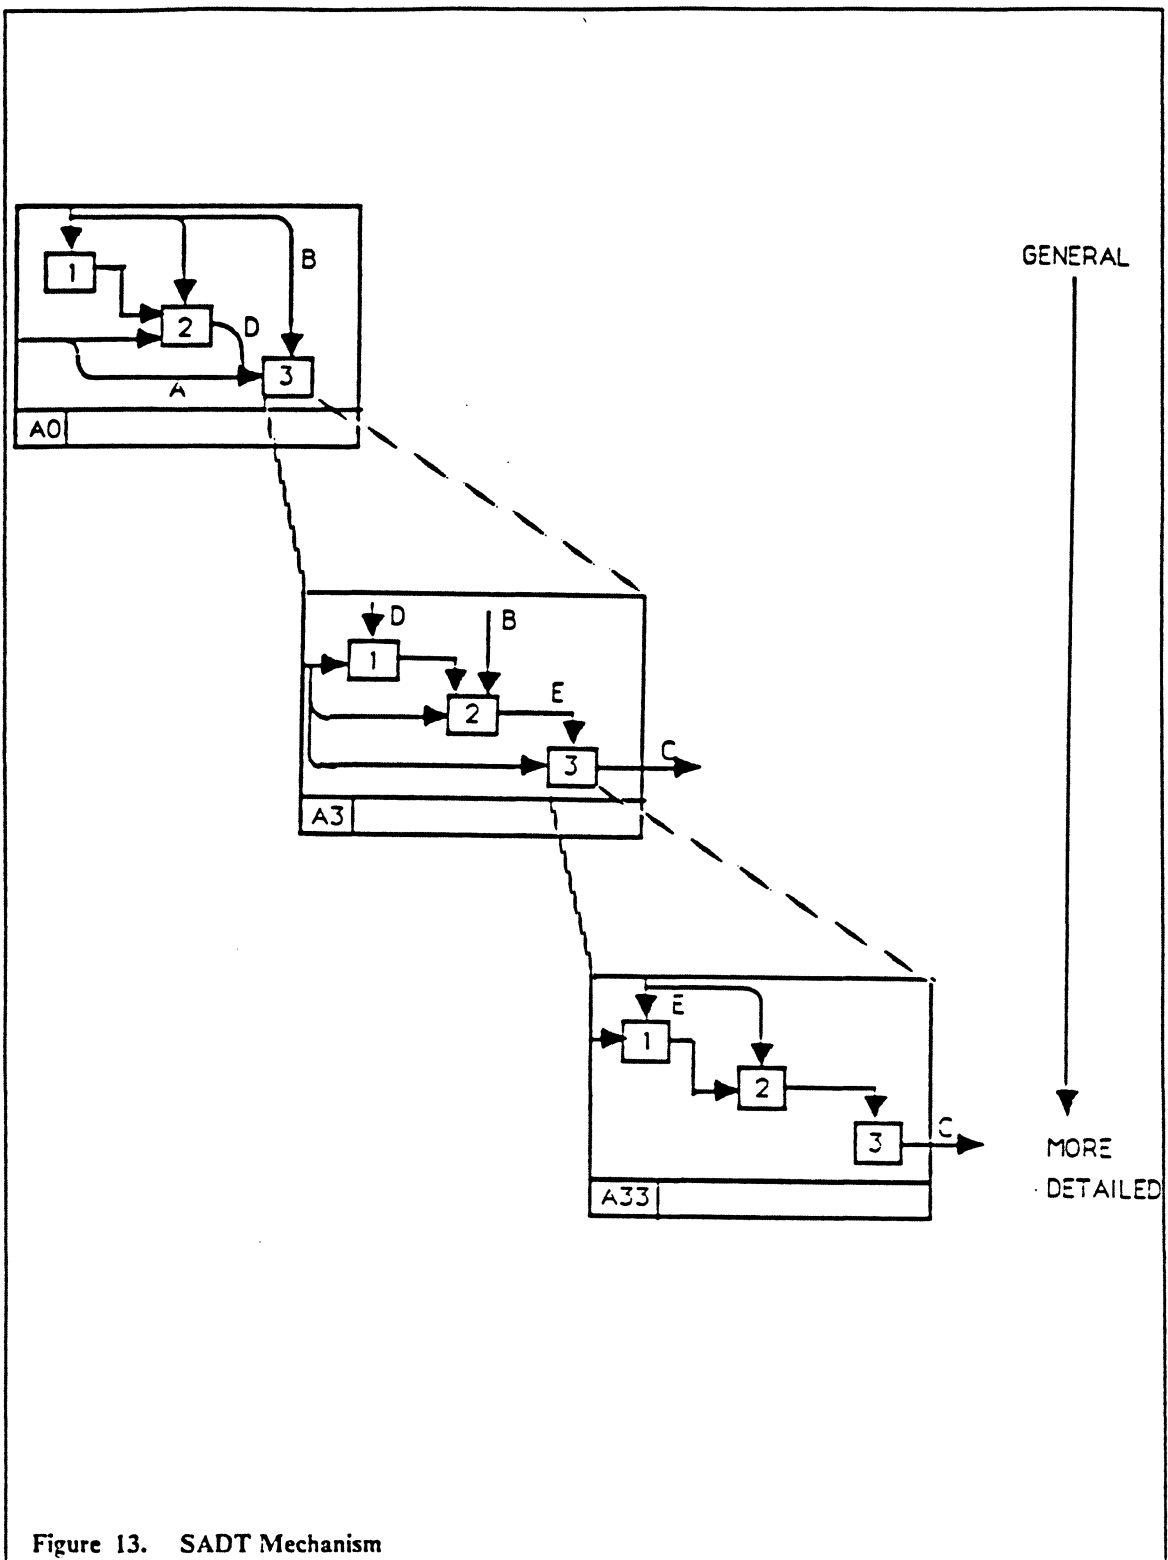 B
GENERAL
1
2
D
3
A
A0
D
B
1
E
2
C
3
A3
E
1
2
C
3
MORE
DETAILED
A33
Figure 13. SADT Mechanism